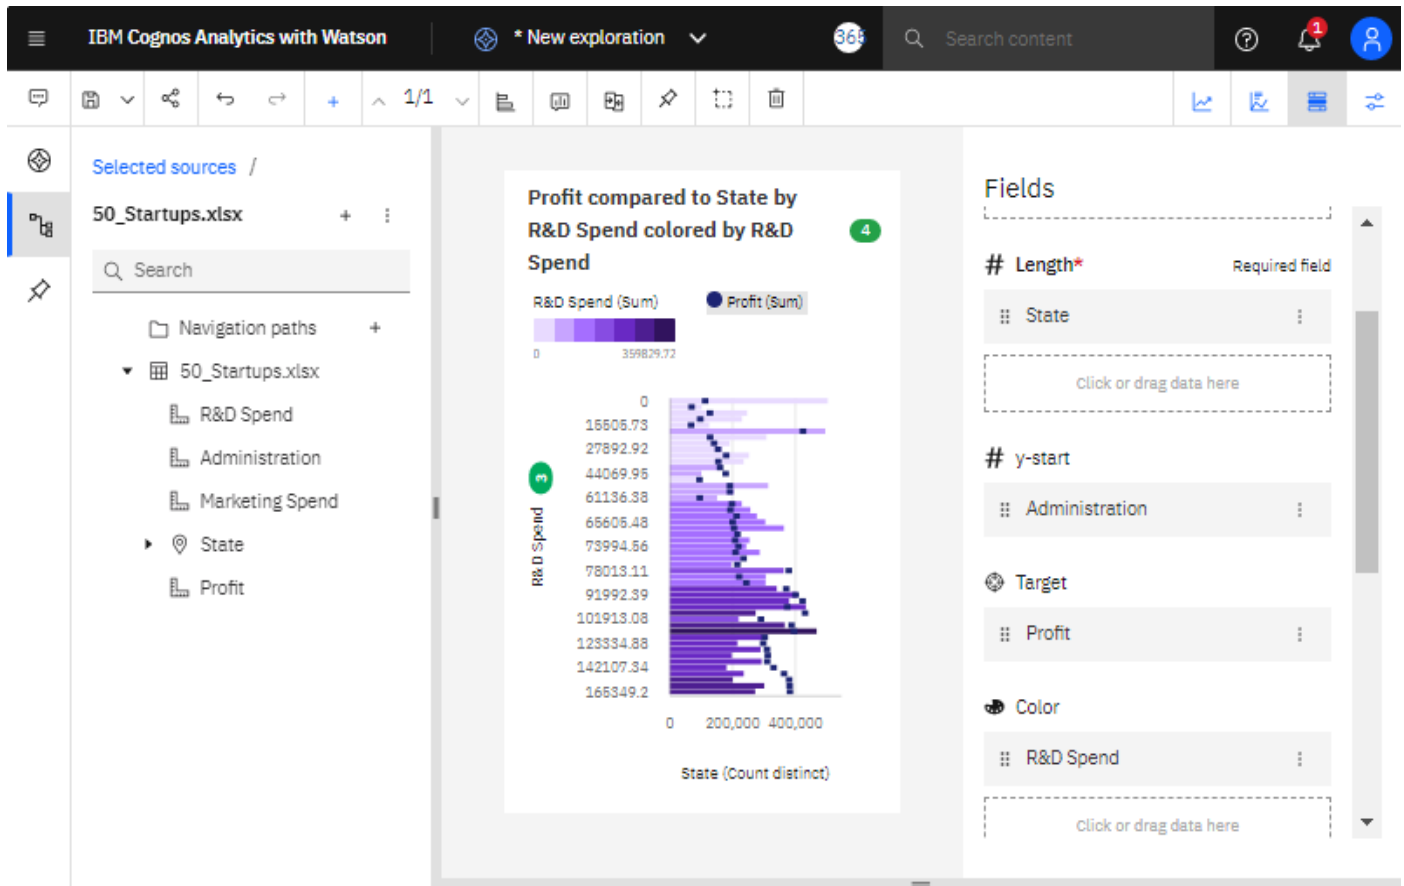 IBM Cognos Analytics with Watson
* New exploration
365
Search content
1
1/1
Selected sources /
50_Startups.xlsx
Search
Navigation paths
50_Startups.xlsx
R&D Spend
Administration
Marketing Spend
State
Profit
Profit compared to State by
R&D Spend colored by R&D
Spend
4
R&D Spend (Sum)
Profit (Sum)
0
359829.72
3
R&D Spend
0
15505.73
27892.92
44069.95
61136.38
65605.48
73994.56
78013.11
91992.39
101913.08
123334.88
142107.34
165349.2
0
200,000
400,000
State (Count distinct)
Fields
Length*
Required field
State
Click or drag data here
y-start
Administration
Target
Profit
Color
R&D Spend
Click or drag data here